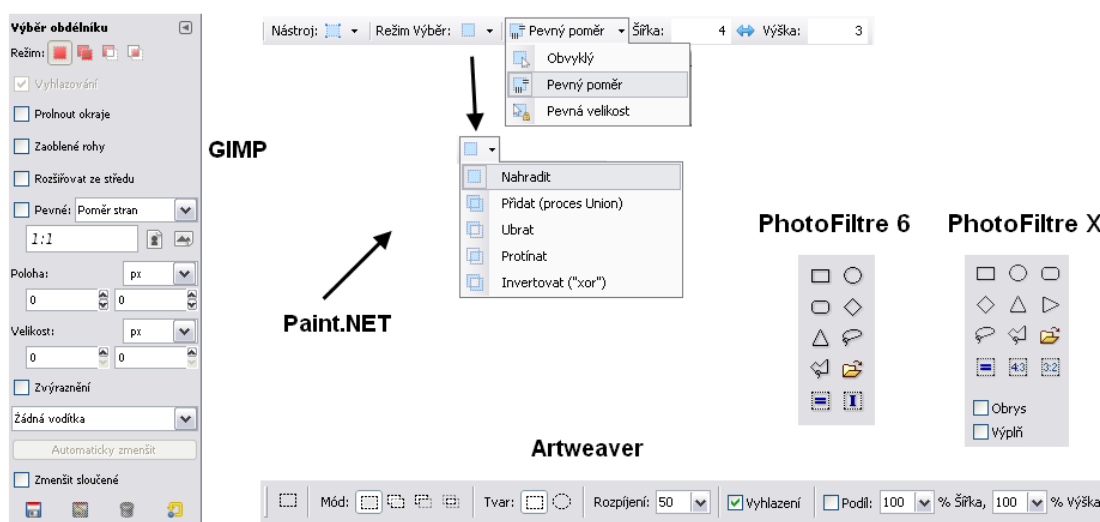 Výběr obdélníku
Režim:
Vyhlazování
Prolnout okraje
Zaoblené rohy
Rozšiřovat ze středu
Pevné: Poměr stran
1:1
Poloha: px
0 0
Velikost: px
0 0
Zvýraznění
Žádná vodítka
Automaticky zmenšit
Zmenšit sloučené
GIMP
Nástroj: Režim Výběr: Pevný poměr Šířka: 4 Výška: 3
Obvyklý
Pevný poměr
Pevná velikost
Nahradit
Přidat (proces Union)
Ubrat
Protínat
Invertovat ("xor")
Paint.NET
PhotoFiltre 6
PhotoFiltre X
4:3 3:2
Obrys
Výplň
Artweaver
Mód: Tvar: Rozpíjení: 50 Vyhlazení Podíl: 100 % Šířka, 100 % Výška